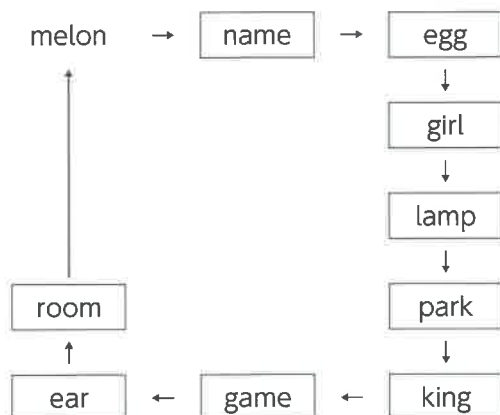 melon → name → egg
girl
lamp
room park
ear ← game ← king